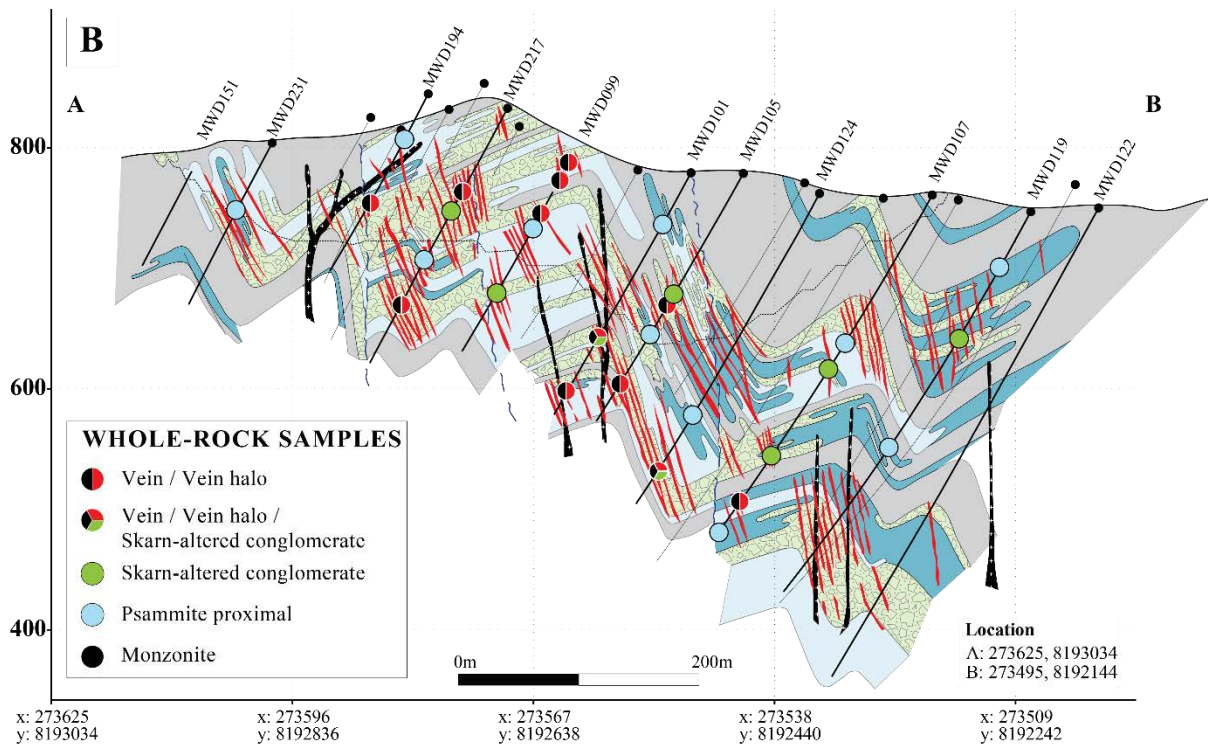 B
A
B
MWD151
MWD231
MWD194
MWD217
MWD099
MWD101
MWD105
MWD124
MWD107
MWD119
MWD122
800
600
400
WHOLE-ROCK SAMPLES
Vein / Vein halo
Vein / Vein halo /
Skarn-altered conglomerate
Skarn-altered conglomerate
Psammite proximal
Monzonite
0m 200m
Location
A: 273625, 8193034
B: 273495, 8192144
x: 273625 x: 273596 x: 273567 x: 273538 x: 273509
y: 8193034 y: 8192836 y: 8192638 y: 8192440 y: 8192242